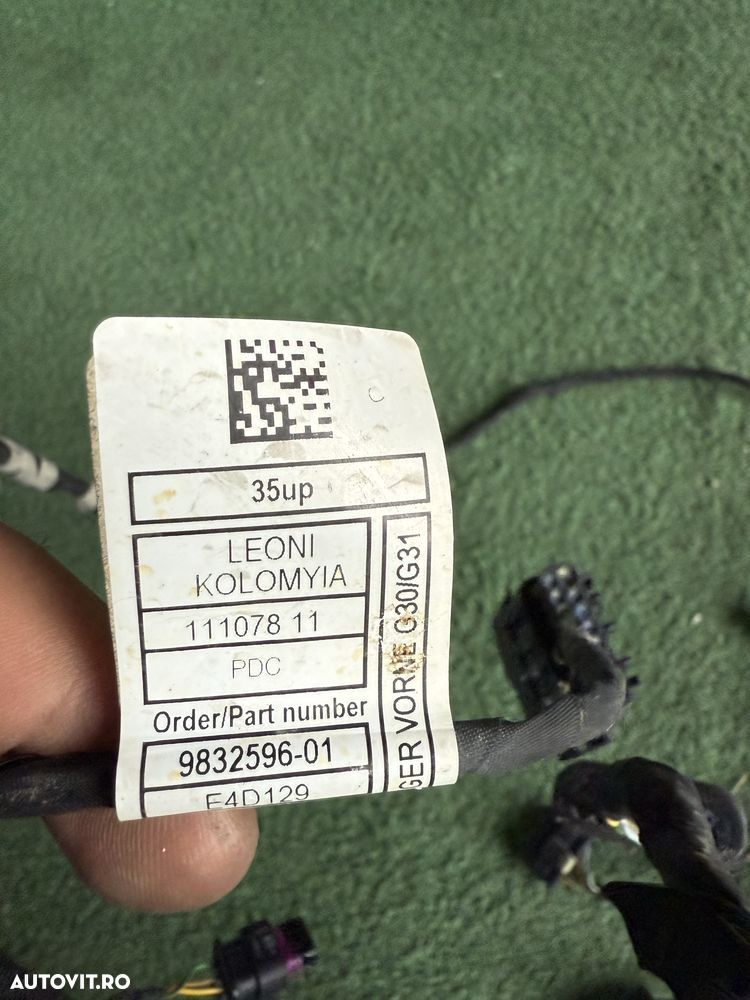 35up
LEONI
KOLOMYIA
111078 11
PDC
Order/Part number
9832596-01
E4D129
GER VORNE G30/G31
AUTOVIT.RO